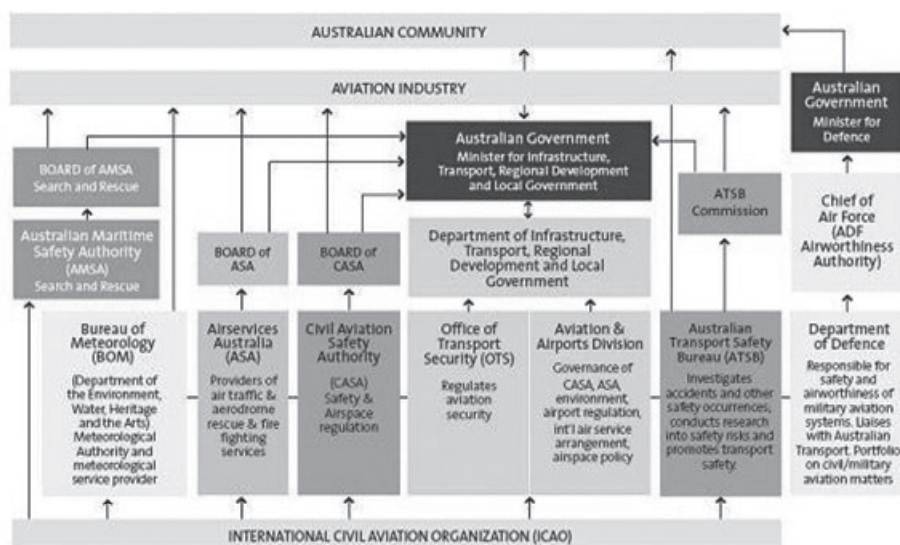 AUSTRALIAN COMMUNITY
AVIATION INDUSTRY
Australian
Government
Minister for
Defence
Australian Government
Minister for Infrastructure,
Transport, Regional Development
and Local Government
BOARD of AMSA
Search and Rescue
ATSB
Commission
Chief of
Air Force
(ADF
Airworthiness
Authority)
Australian Maritime
Safety Authority
(AMSA)
Search and Rescue
BOARD of
ASA
BOARD of
CASA
Department of Infrastructure,
Transport, Regional
Development and Local
Government
Bureau of
Meteorology (BOM)
(Department of
the Environment,
Water, Heritage
and the Arts)
Meteorological
Authority and
meteorological
service provider
Airservices
Australia (ASA)
Providers of
air traffic &
aerodrome
rescue & fire
fighting
services
Civil Aviation
Safety
Authority
(CASA)
Safety &
Airspace
regulation
Office of
Transport
Security (OTS)
Regulates
aviation
security
Aviation &
Airports Division
Governance of
CASA, ASA,
environment,
airport regulation,
int'l air service
arrangement,
airspace policy
Australian
Transport Safety
Bureau (ATSB)
Investigates
accidents and other
safety occurrences,
conducts research
into safety risks and
promotes transport
safety.
Department
of Defence
Responsible for
safety and
airworthiness of
military aviation
systems. Liaises
with Australian
Transport. Portfolio
on civil/military
aviation matters
INTERNATIONAL CIVIL AVIATION ORGANIZATION (ICAO)